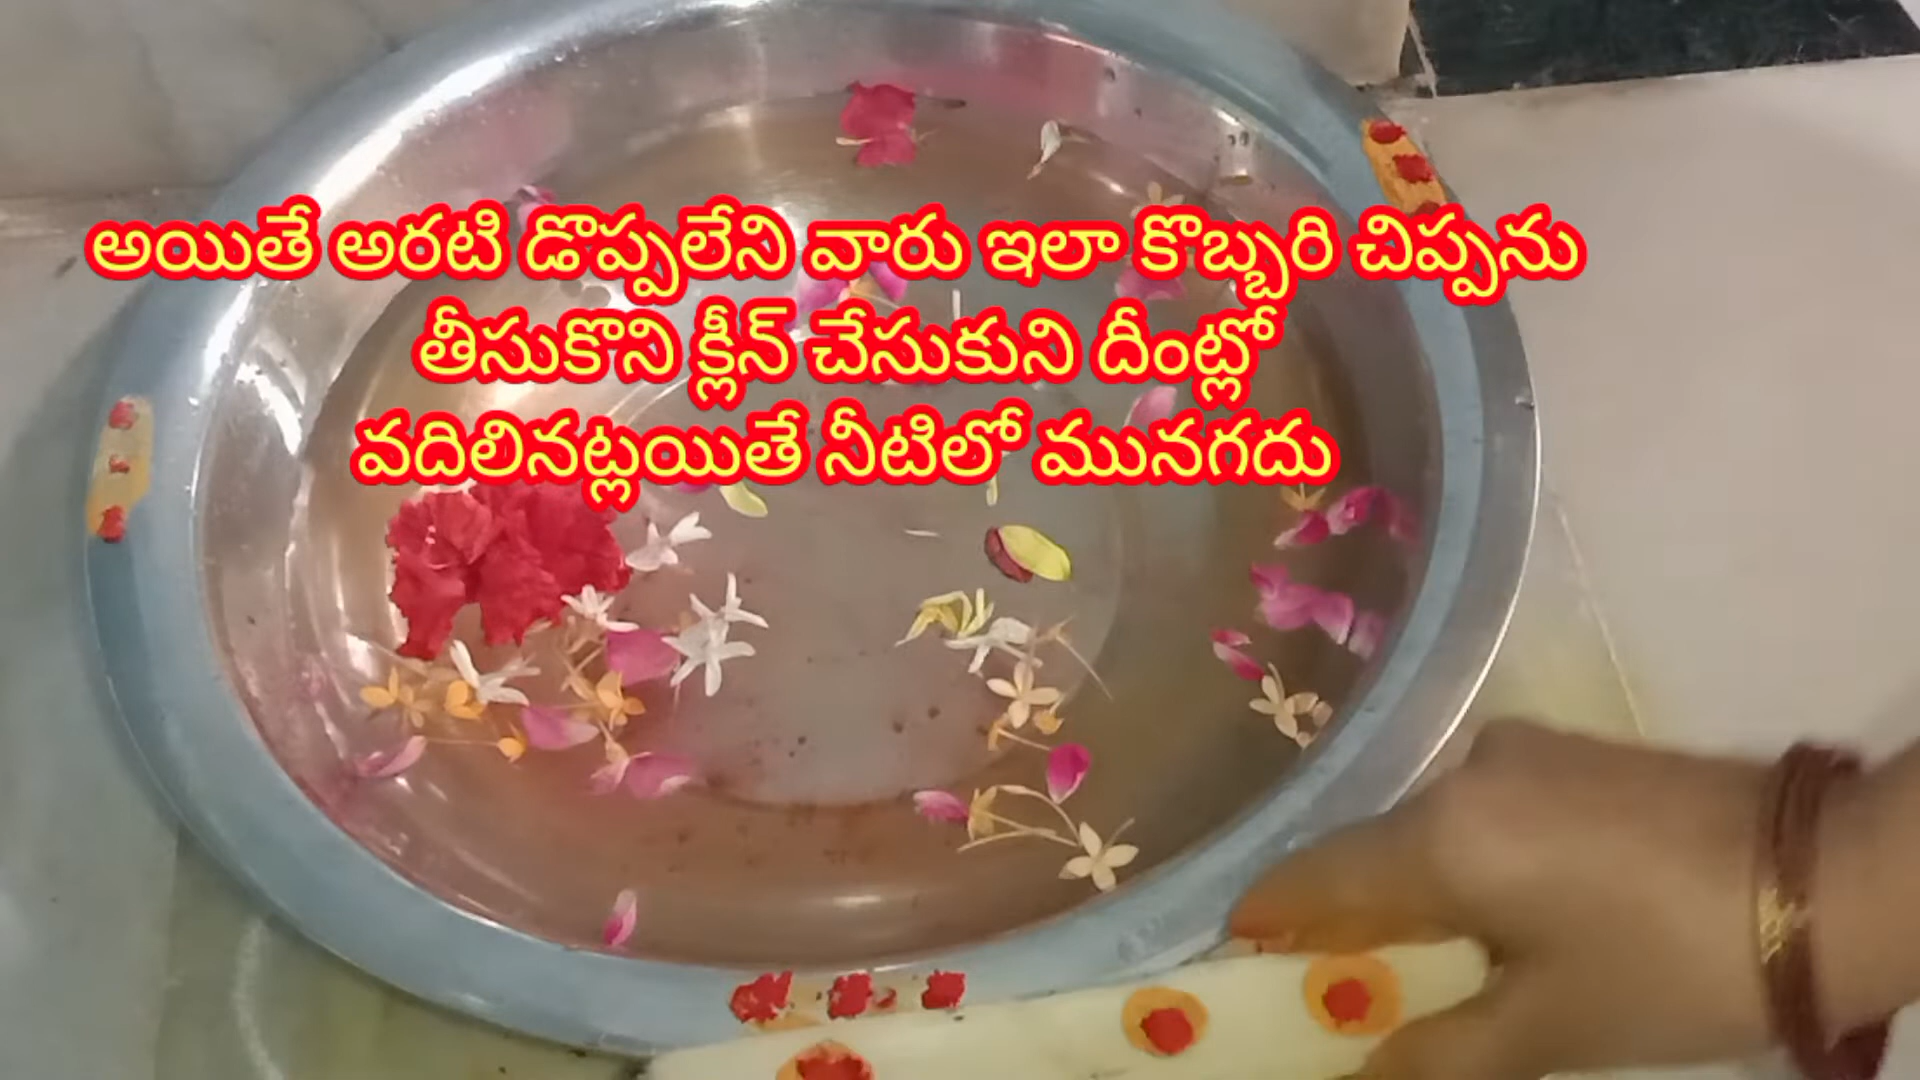 అయితే అరటి డొప్పలేని వారు ఇలా కొబ్బరి చిప్పను
తీసుకొని క్లీన్ చేసుకుని దీంట్లో
వదిలినట్లయితే నీటిలో మునగదు